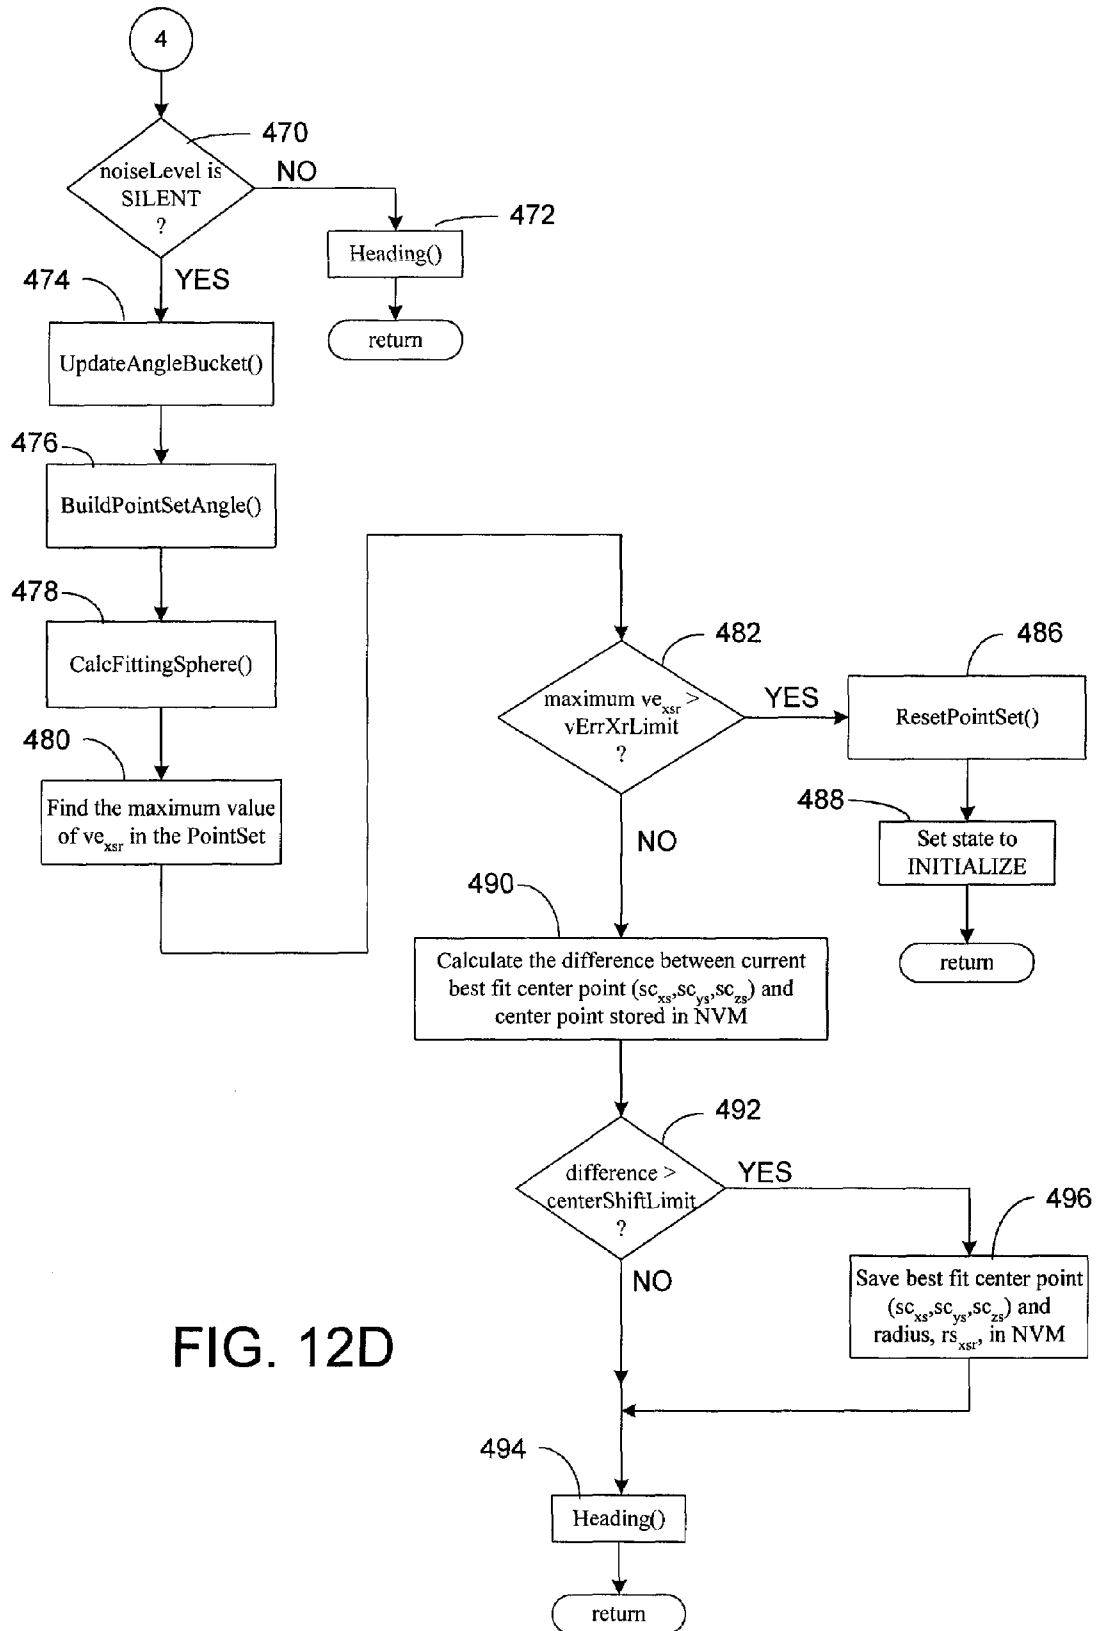 4
470
noiseLevel is
SILENT
?
NO
472
Heading()
return
YES
474
UpdateAngleBucket()
476
BuildPointSetAngle()
478
CalcFittingSphere()
480
Find the maximum value
of ve_xsr in the PointSet
482
maximum ve_xsr >
vErrXrLimit
?
YES
486
ResetPointSet()
488
Set state to
INITIALIZE
return
NO
490
Calculate the difference between current
best fit center point (sc_xs,sc_ys,sc_zs) and
center point stored in NVM
492
difference >
centerShiftLimit
?
YES
496
Save best fit center point
(sc_xs,sc_ys,sc_zs) and
radius, rs_xsr, in NVM
NO
494
Heading()
return
FIG. 12D